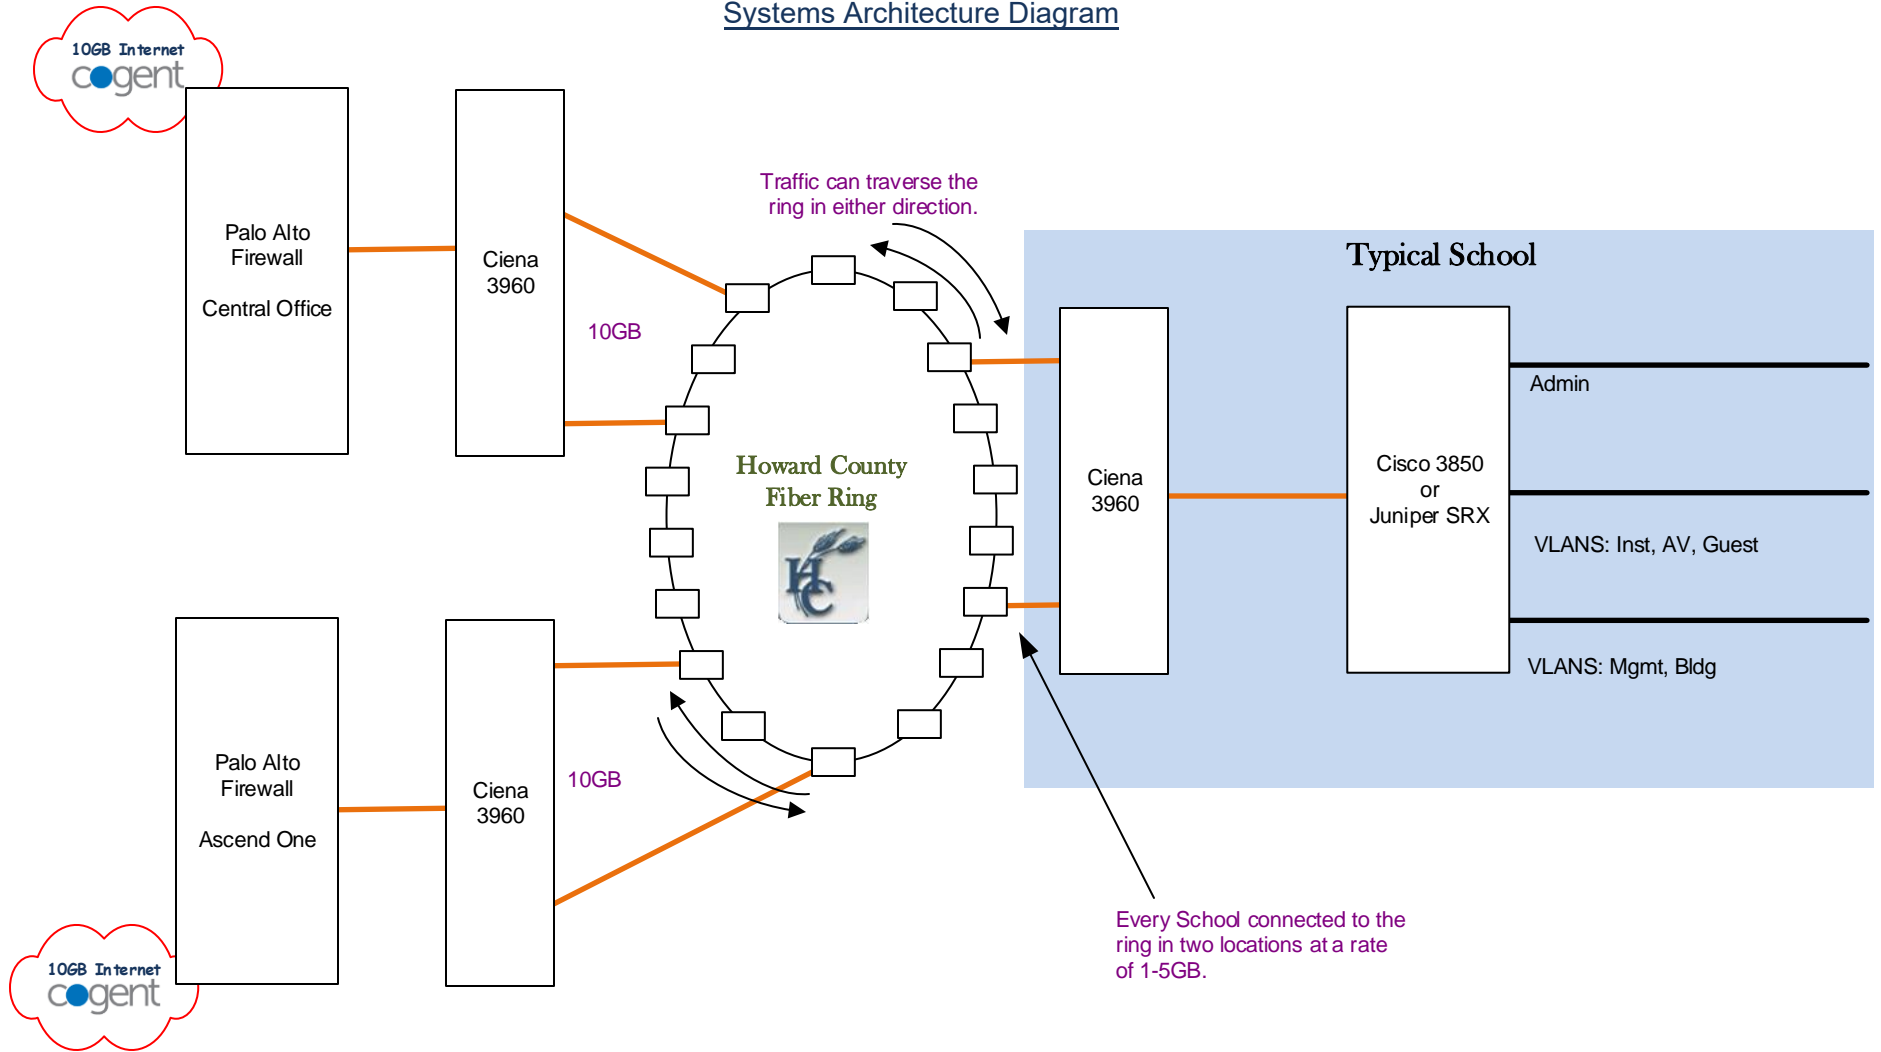 Systems Architecture Diagram
10GB Internet
cogent
Palo Alto
Firewall
Central Office
Ciena
3960
10GB
Traffic can traverse the
ring in either direction.
Howard County
Fiber Ring
HC
Typical School
Ciena
3960
Cisco 3850
or
Juniper SRX
Admin
VLANS: Inst, AV, Guest
VLANS: Mgmt, Bldg
Palo Alto
Firewall
Ascend One
Ciena
3960
10GB
Every School connected to the
ring in two locations at a rate
of 1-5GB.
10GB Internet
cogent